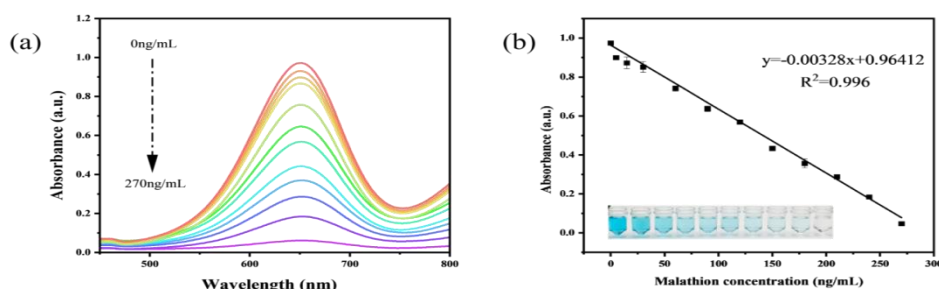 (a)
1.2
1.0
0.8
0.6
0.4
0.2
0.0
Absorbance (a.u.)
0ng/mL
270ng/mL
500
600
700
800
Wavelength (nm)
(b)
1.0
0.8
0.6
0.4
0.2
0.0
Absorbance (a.u.)
y=-0.00328x+0.96412
R²=0.996
0
50
100
150
200
250
300
Malathion concentration (ng/mL)